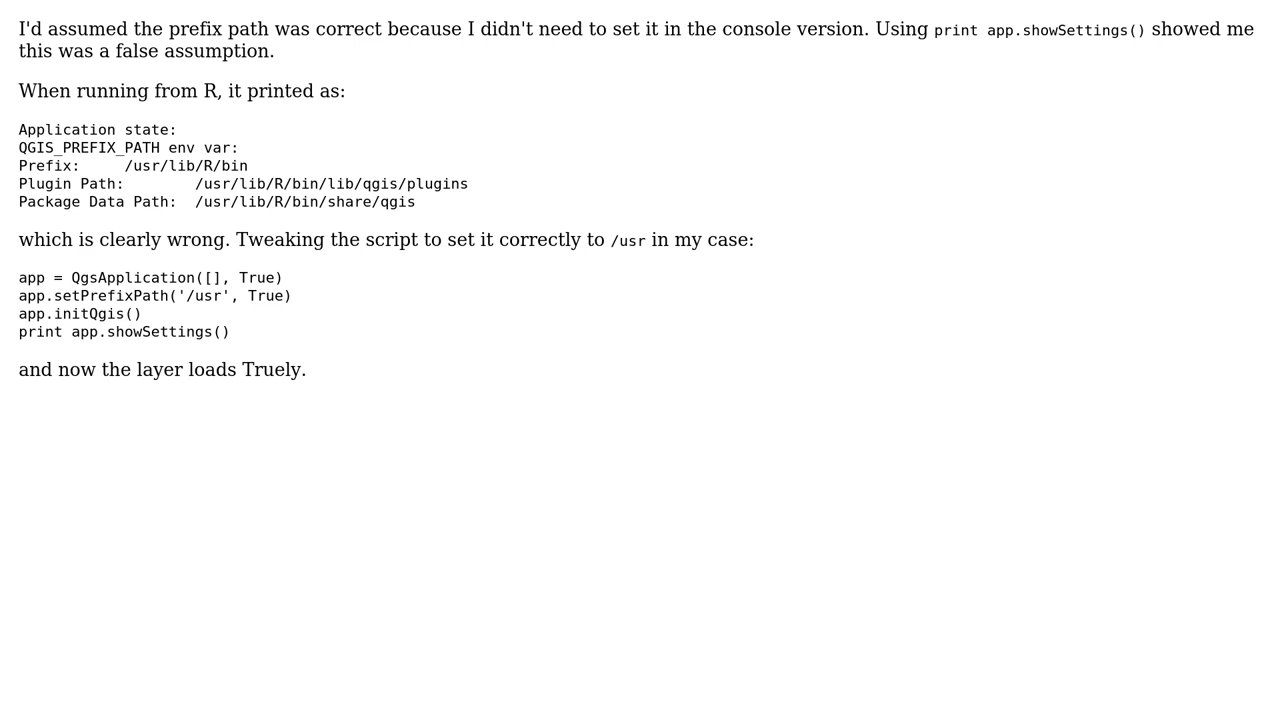 I'd assumed the prefix path was correct because I didn't need to set it in the console version. Using print app.showSettings() showed me
this was a false assumption.
When running from R, it printed as:
Application state:
QGIS_PREFIX_PATH env var:
Prefix:     /usr/lib/R/bin
Plugin Path:        /usr/lib/R/bin/lib/qgis/plugins
Package Data Path:  /usr/lib/R/bin/share/qgis
which is clearly wrong. Tweaking the script to set it correctly to /usr in my case:
app = QgsApplication([], True)
app.setPrefixPath('/usr', True)
app.initQgis()
print app.showSettings()
and now the layer loads Truely.